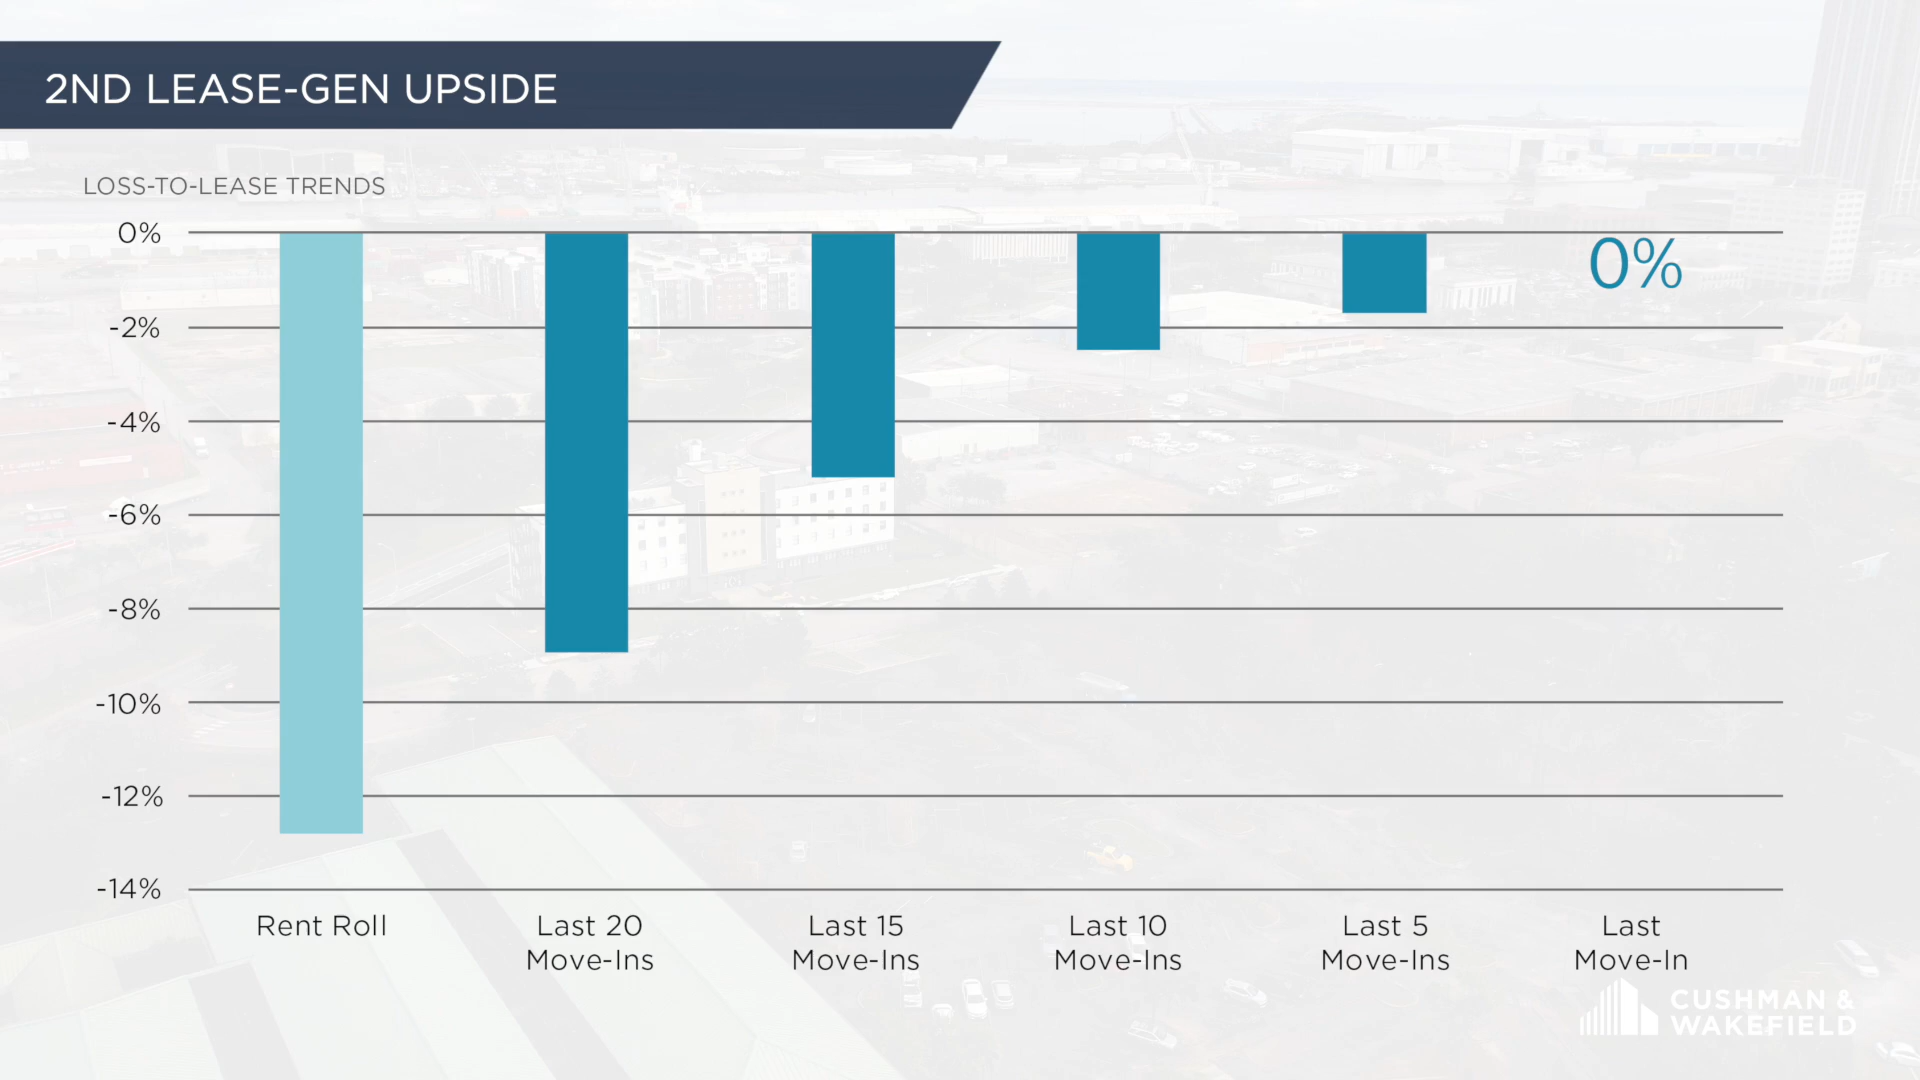 2ND LEASE-GEN UPSIDE
LOSS-TO-LEASE TRENDS
0%
-2%
-4%
-6%
-8%
-10%
-12%
-14%
0%
Rent Roll
Last 20
Move-Ins
Last 15
Move-Ins
Last 10
Move-Ins
Last 5
Move-Ins
Last
Move-In
CUSHMAN &
WAKEFIELD